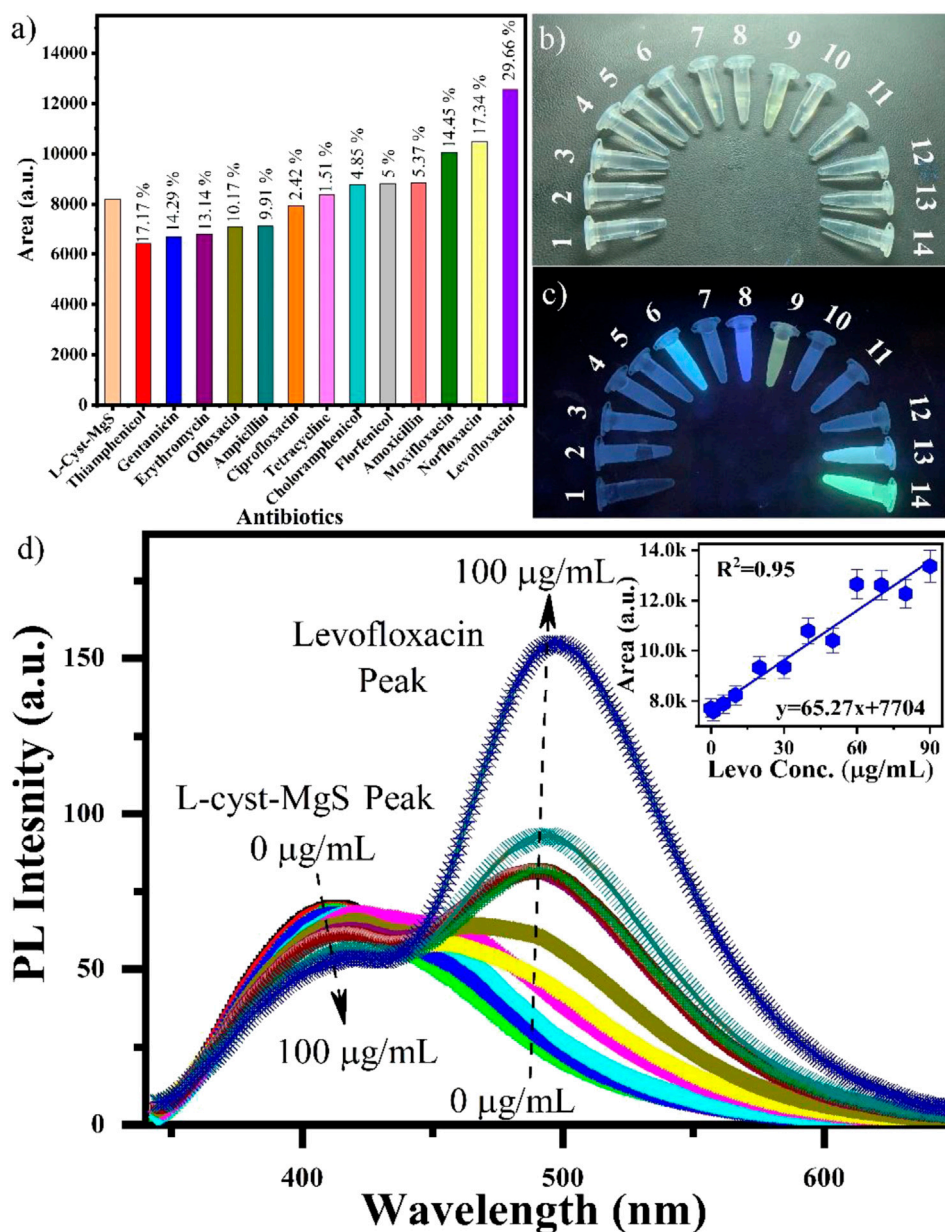 a)
Area (a.u.)
14000
12000
10000
8000
6000
4000
2000
0
17.17 %
14.29 %
13.14 %
10.17 %
9.91 %
2.42 %
1.51 %
4.85 %
5 %
5.37 %
14.45 %
17.34 %
29.66 %
L-Cyst-MgS
Thiamphenicol
Gentamicin
Erythromycin
Ofloxacin
Ampicillin
Ciprofloxacin
Tetracycline
Choloramphenicol
Florfenicol
Amoxicillin
Moxifloxacin
Norfloxacin
Levofloxacin
Antibiotics
b)
1
2
3
4
5
6
7
8
9
10
11
12
13
14
c)
1
2
3
4
5
6
7
8
9
10
11
12
13
14
d)
PL Intesnity (a.u.)
150
100
50
0
100 µg/mL
Levofloxacin
Peak
L-cyst-MgS Peak
0 µg/mL
100 µg/mL
0 µg/mL
400
500
600
Wavelength (nm)
Area (a.u.)
14.0k
12.0k
10.0k
8.0k
R²=0.95
y=65.27x+7704
0
30
60
90
Levo Conc. (µg/mL)